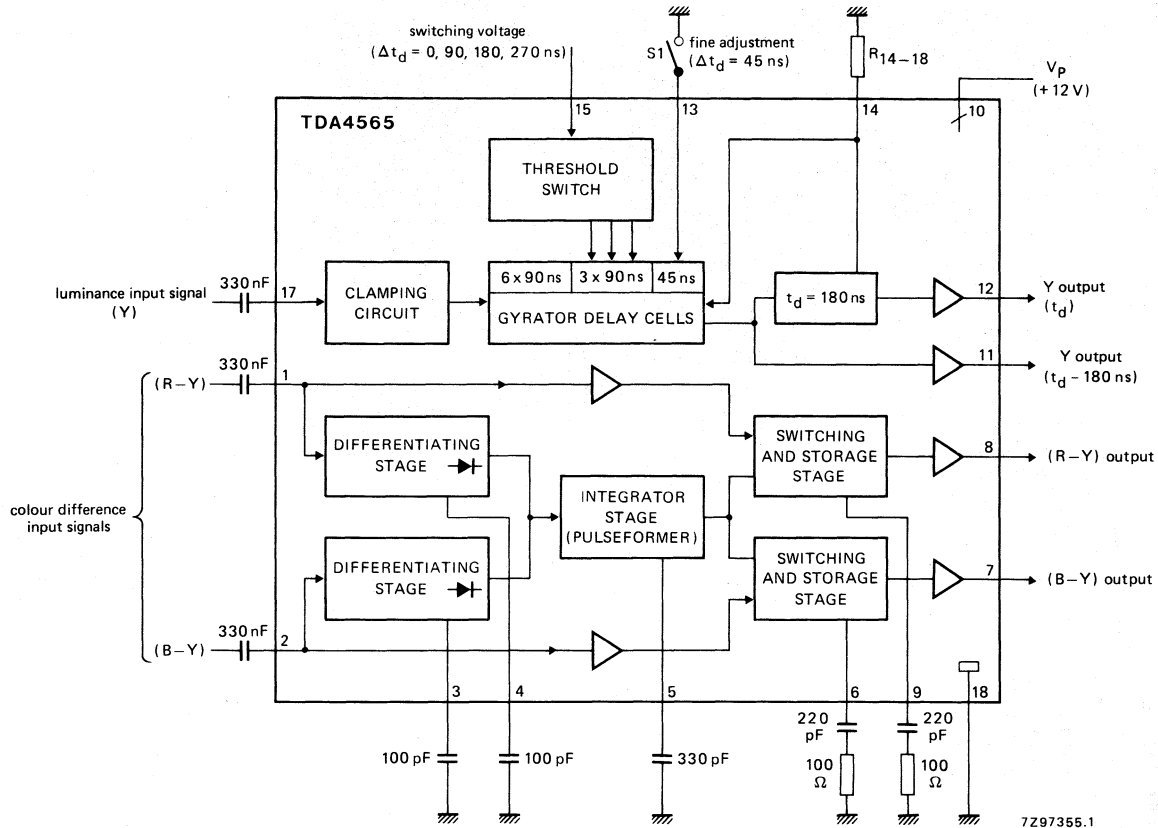 switching voltage
(Δtd = 0, 90, 180, 270 ns)
S1
fine adjustment
(Δtd = 45 ns)
R14–18
VP
(+12 V)
15
13
14
10
TDA4565
THRESHOLD
SWITCH
330 nF
luminance input signal
(Y)
17
CLAMPING
CIRCUIT
6 x 90 ns
3 x 90 ns
45 ns
GYRATOR DELAY CELLS
td = 180 ns
12
Y output
(td)
11
Y output
(td – 180 ns)
330 nF
(R–Y)
1
DIFFERENTIATING
STAGE
SWITCHING
AND STORAGE
STAGE
8
(R–Y) output
colour difference
input signals
INTEGRATOR
STAGE
(PULSEFORMER)
DIFFERENTIATING
STAGE
SWITCHING
AND STORAGE
STAGE
7
(B–Y) output
330 nF
(B–Y)
2
3
4
5
6
9
18
100 pF
100 pF
330 pF
220
pF
220
pF
100
Ω
100
Ω
7Z97355.1